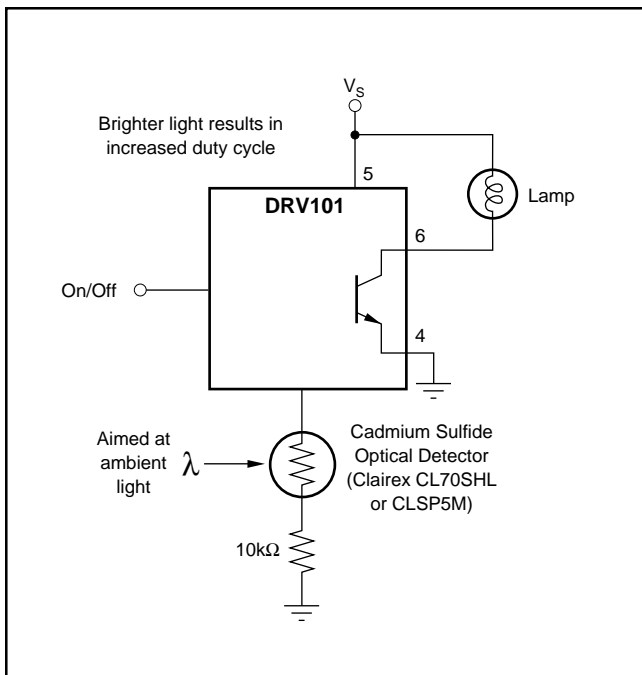 V_S
Brighter light results in
increased duty cycle
5
DRV101
Lamp
6
On/Off
4
Aimed at
ambient
light
λ
Cadmium Sulfide
Optical Detector
(Clairex CL70SHL
or CLSP5M)
10kΩ